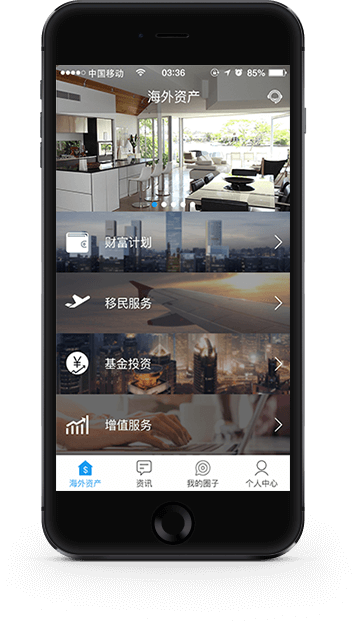 中国移动 03:36 85%
海外资产
财富计划
移民服务
基金投资
增值服务
海外资产 资讯 我的圈子 个人中心